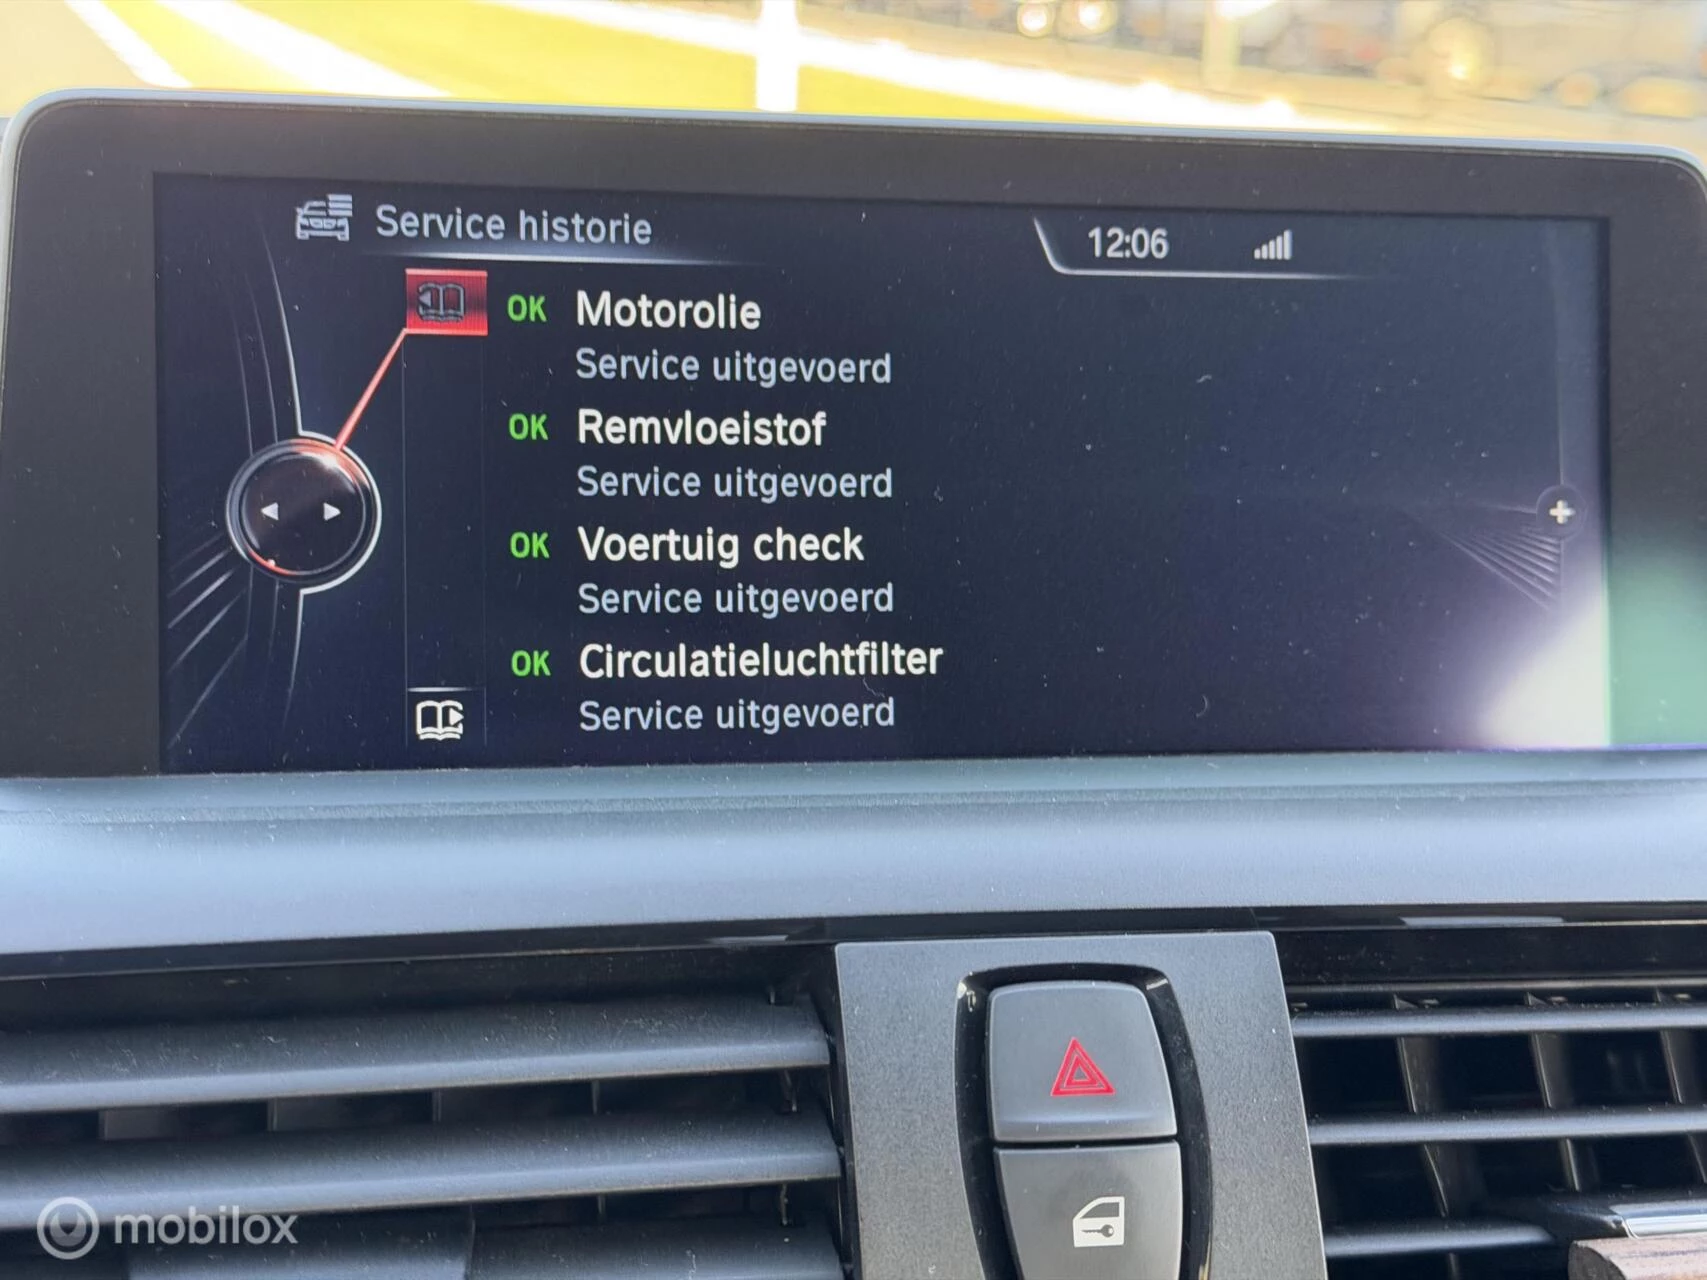 Service historie
12:06
OK Motorolie
Service uitgevoerd
OK Remvloeistof
Service uitgevoerd
OK Voertuig check
Service uitgevoerd
OK Circulatieluchtfilter
Service uitgevoerd
mobilox